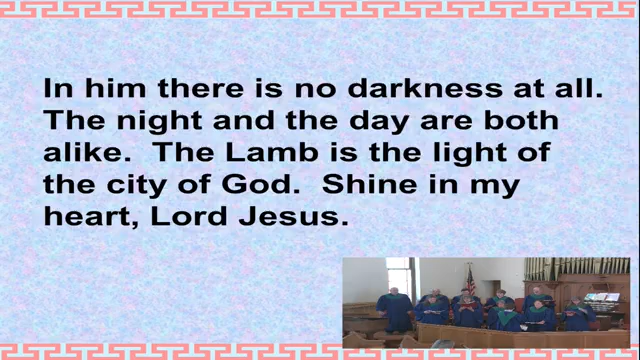 In him there is no darkness at all.
The night and the day are both
alike.  The Lamb is the light of
the city of God.  Shine in my
heart, Lord Jesus.